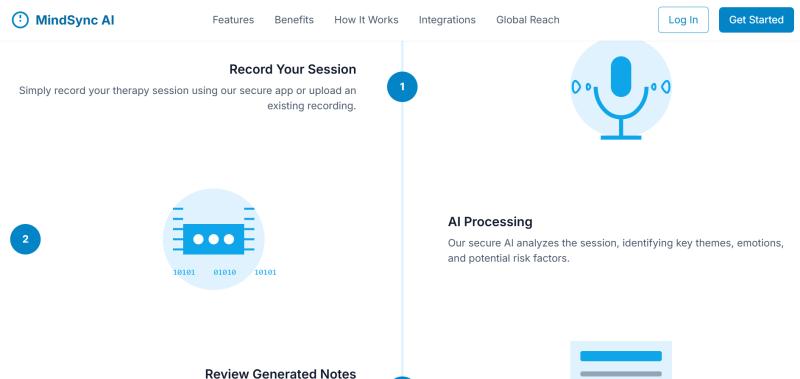 MindSync AI
Features
Benefits
How It Works
Integrations
Global Reach
Log In
Get Started
Record Your Session
Simply record your therapy session using our secure app or upload an
existing recording.
1
2
10101 01010 10101
AI Processing
Our secure AI analyzes the session, identifying key themes, emotions,
and potential risk factors.
Review Generated Notes